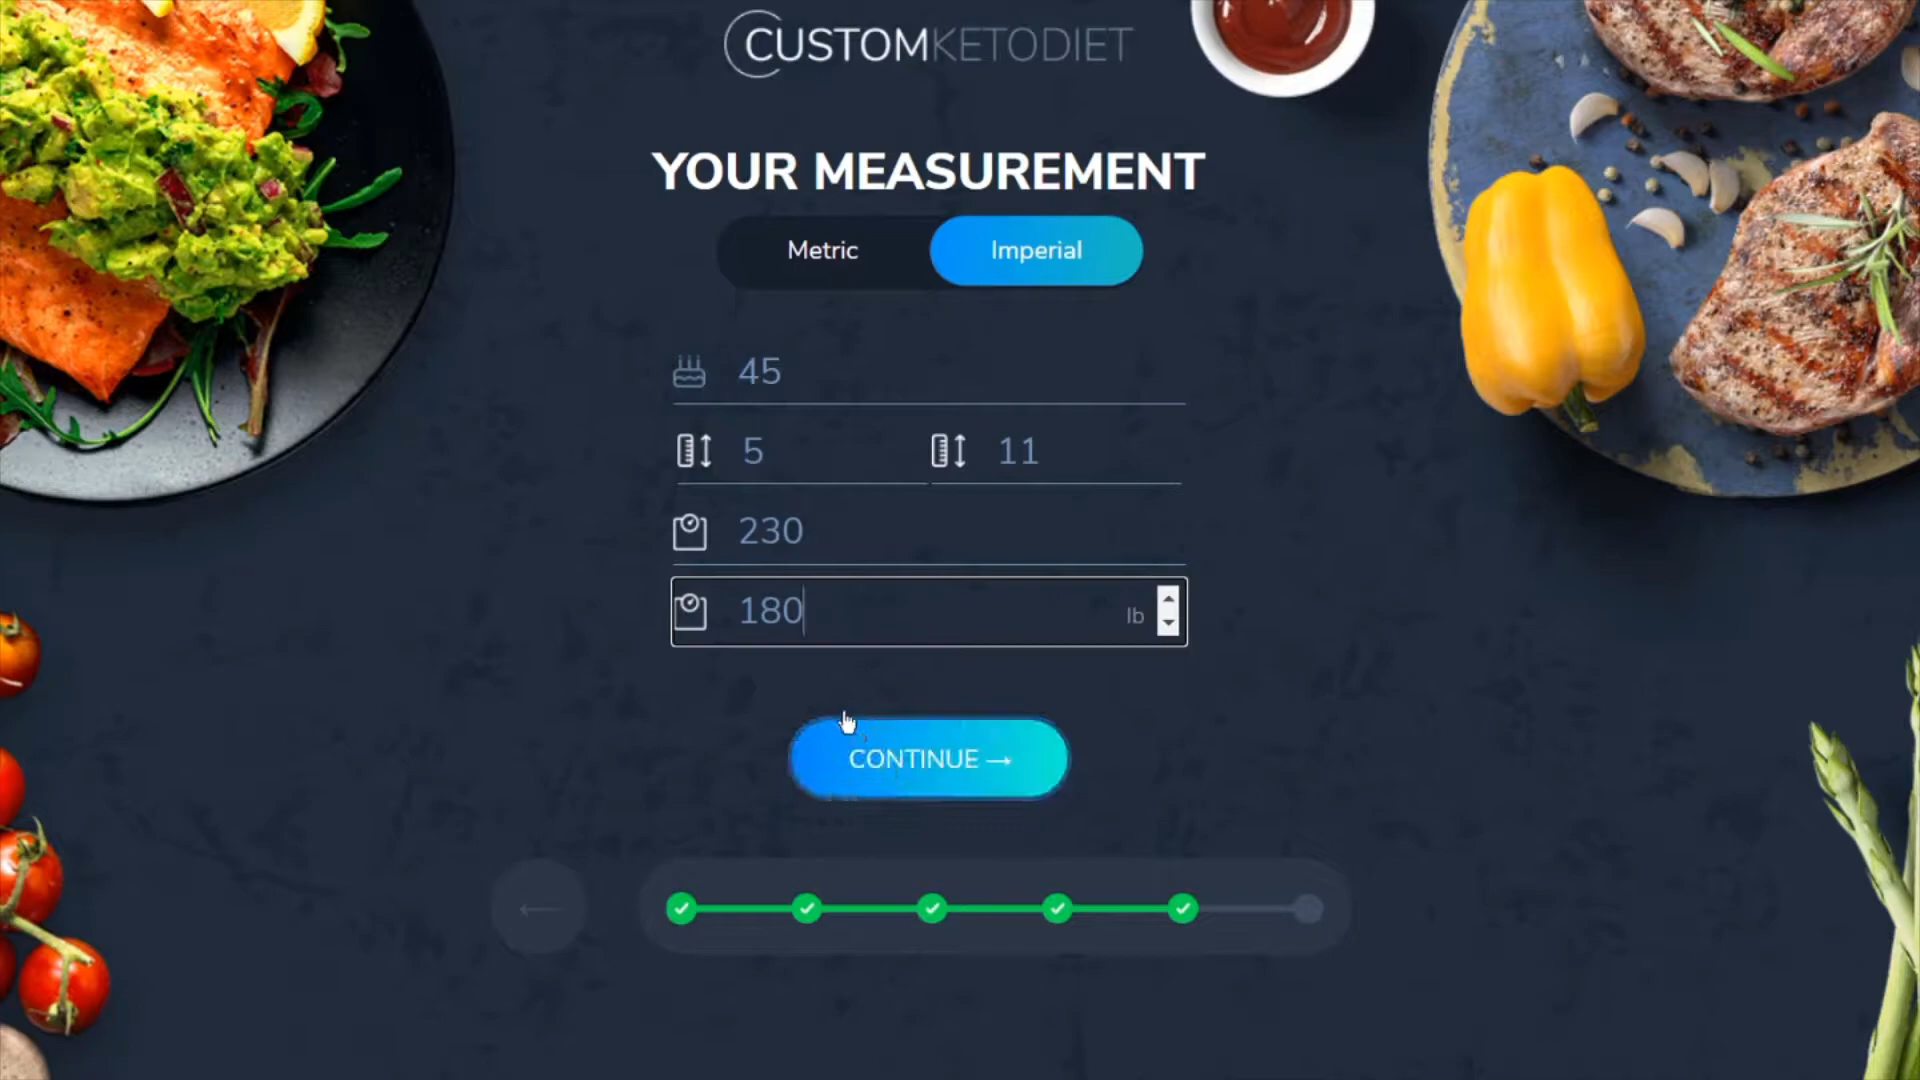 CUSTOMKETODIET
YOUR MEASUREMENT
Metric Imperial
45
5 11
230
180 lb
CONTINUE →